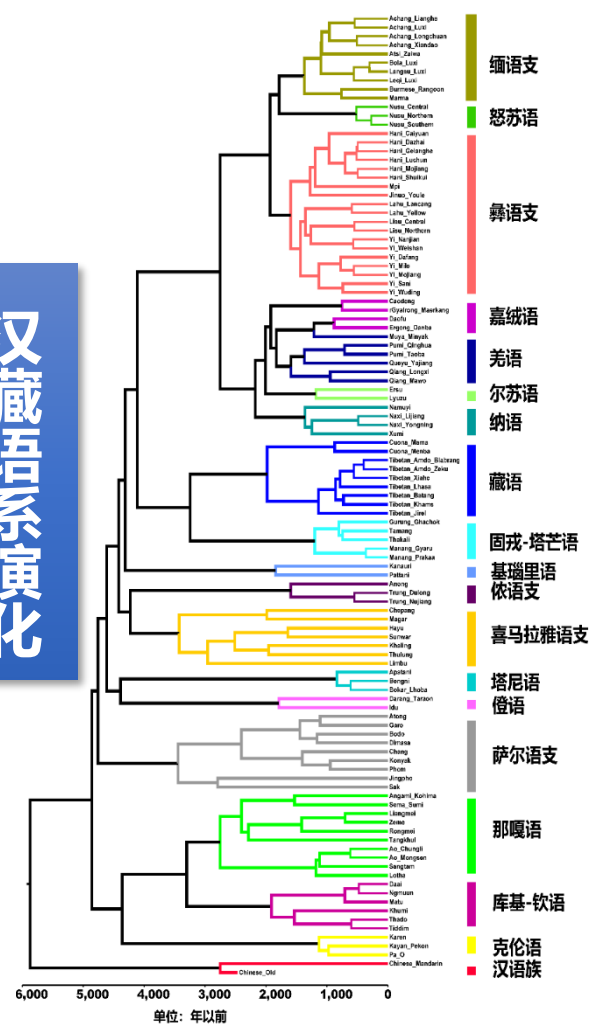 汉藏语系演化
Achang_Lianghe
Achang_Luxi
Achang_Longchuan
Achang_Xiandao
Atsi_Zaiwa
Bola_Luxi
Langsu_Luxi
Leqi_Luxi
Burmese_Rangoon
Marma
缅语支
Nusu_Central
Nusu_Northern
Nusu_Southern
怒苏语
Hani_Caiyuan
Hani_Dazhai
Hani_Gelanghe
Hani_Luchun
Hani_Mojiang
Hani_Shuikui
Mpi
Jinuo_Youle
Lahu_Lancang
Lahu_Yellow
Lisu_Central
Lisu_Northern
Yi_Nanjian
Yi_Weishan
Yi_Dafang
Yi_Mile
Yi_Mojiang
Yi_Sani
Yi_Wuding
彝语支
Caodeng
rGyalrong_Maerkang
Daofu
Ergong_Danba
嘉绒语
Muya_Minyak
Pumi_Qinghua
Pumi_Taoba
Queyu_Yajiang
Qiang_Longxi
Qiang_Mawo
羌语
Ersu
Lyuzu
尔苏语
Namuyi
Naxi_Lijiang
Naxi_Yongning
Xumi
纳语
Cuona_Mama
Cuona_Menba
Tibetan_Amdo_Blabrang
Tibetan_Amdo_Zeku
Tibetan_Xiahe
Tibetan_Lhasa
Tibetan_Batang
Tibetan_Khams
Tibetan_Jirel
藏语
Gurung_Ghachok
Tamang
Thakali
Manang_Gyaru
Manang_Prakaa
固戎-塔芒语
Kanauri
Pattani
基瑙里语
Anong
Trung_Dulong
Trung_Nujiang
侬语支
Chepang
Magar
Hayu
Sunwar
Khaling
Thulung
Limbu
喜马拉雅语支
Apatani
Bengni
Bokar_Lhoba
塔尼语
Darang_Taraon
Idu
僜语
Atong
Garo
Bodo
Dimasa
Chang
Konyak
Phom
Jingpho
Sak
萨尔语支
Angami_Kohima
Sema_Sumi
Liangmei
Zeme
Rongmei
Tangkhul
Ao_Chungli
Ao_Mongsen
Sangtam
Lotha
那嘎语
Daai
Ngmuun
Matu
Khumi
Thado
Tiddim
库基-钦语
Karen
Kayan_Pekon
Pa_O
克伦语
Chinese_Mandarin
Chinese_Old
汉语族
6,000 5,000 4,000 3,000 2,000 1,000 0
单位：年以前